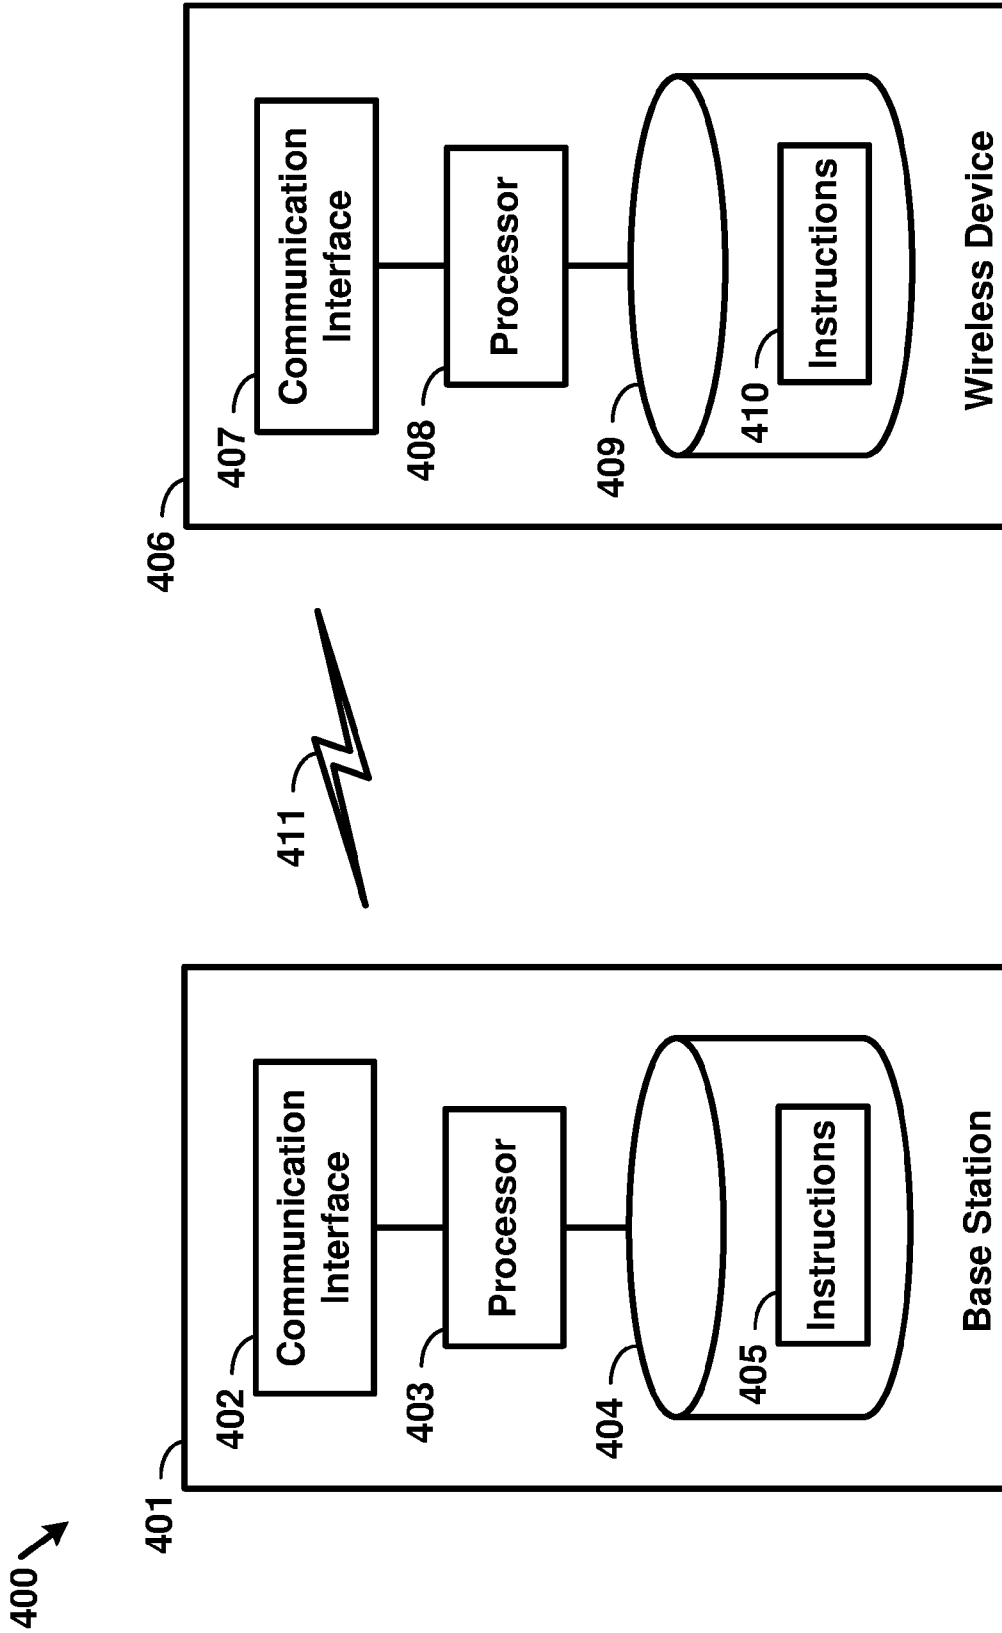 400
401
402
Communication
Interface
403
Processor
404
405
Instructions
Base Station
411
406
407
Communication
Interface
408
Processor
409
410
Instructions
Wireless Device